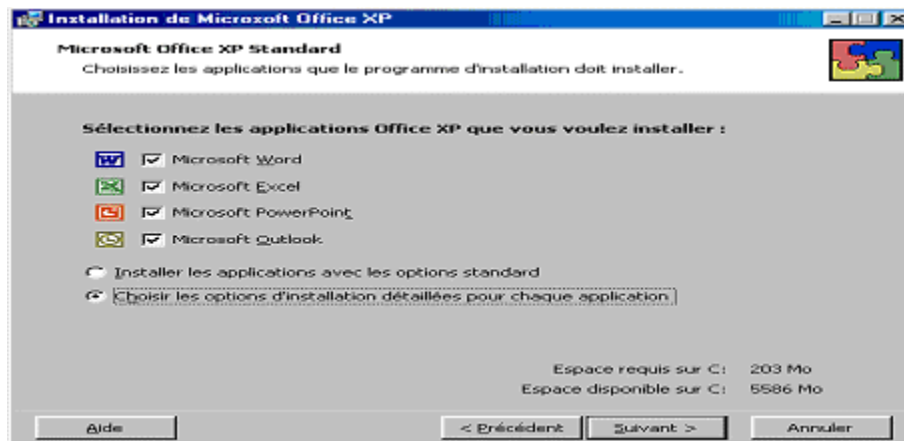 Installation de Microsoft Office XP
Microsoft Office XP Standard
Choisissez les applications que le programme d'installation doit installer.
Sélectionnez les applications Office XP que vous voulez installer :
Microsoft Word
Microsoft Excel
Microsoft PowerPoint
Microsoft Outlook
Installer les applications avec les options standard
Choisir les options d'installation détaillées pour chaque application
Espace requis sur C: 203 Mo
Espace disponible sur C: 5586 Mo
Aide < Précédent Suivant > Annuler